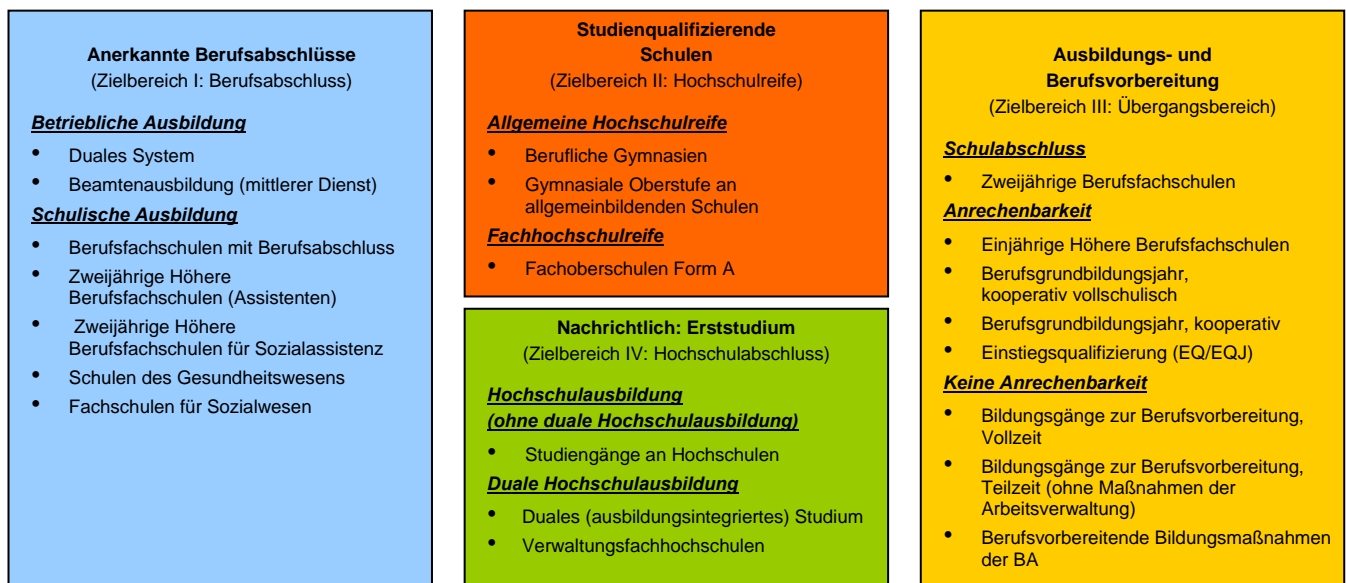 Anerkannte Berufsabschlüsse
(Zielbereich I: Berufsabschluss)
Betriebliche Ausbildung
• Duales System
• Beamtenausbildung (mittlerer Dienst)
Schulische Ausbildung
• Berufsfachschulen mit Berufsabschluss
• Zweijährige Höhere
Berufsfachschulen (Assistenten)
• Zweijährige Höhere
Berufsfachschulen für Sozialassistenz
• Schulen des Gesundheitswesens
• Fachschulen für Sozialwesen
Studienqualifizierende
Schulen
(Zielbereich II: Hochschulreife)
Allgemeine Hochschulreife
• Berufliche Gymnasien
• Gymnasiale Oberstufe an
allgemeinbildenden Schulen
Fachhochschulreife
• Fachoberschulen Form A
Nachrichtlich: Erststudium
(Zielbereich IV: Hochschulabschluss)
Hochschulausbildung
(ohne duale Hochschulausbildung)
• Studiengänge an Hochschulen
Duale Hochschulausbildung
• Duales (ausbildungsintegriertes) Studium
• Verwaltungsfachhochschulen
Ausbildungs- und
Berufsvorbereitung
(Zielbereich III: Übergangsbereich)
Schulabschluss
• Zweijährige Berufsfachschulen
Anrechenbarkeit
• Einjährige Höhere Berufsfachschulen
• Berufsgrundbildungsjahr,
kooperativ vollschulisch
• Berufsgrundbildungsjahr, kooperativ
• Einstiegsqualifizierung (EQ/EQJ)
Keine Anrechenbarkeit
• Bildungsgänge zur Berufsvorbereitung,
Vollzeit
• Bildungsgänge zur Berufsvorbereitung,
Teilzeit (ohne Maßnahmen der
Arbeitsverwaltung)
• Berufsvorbereitende Bildungsmaßnahmen
der BA